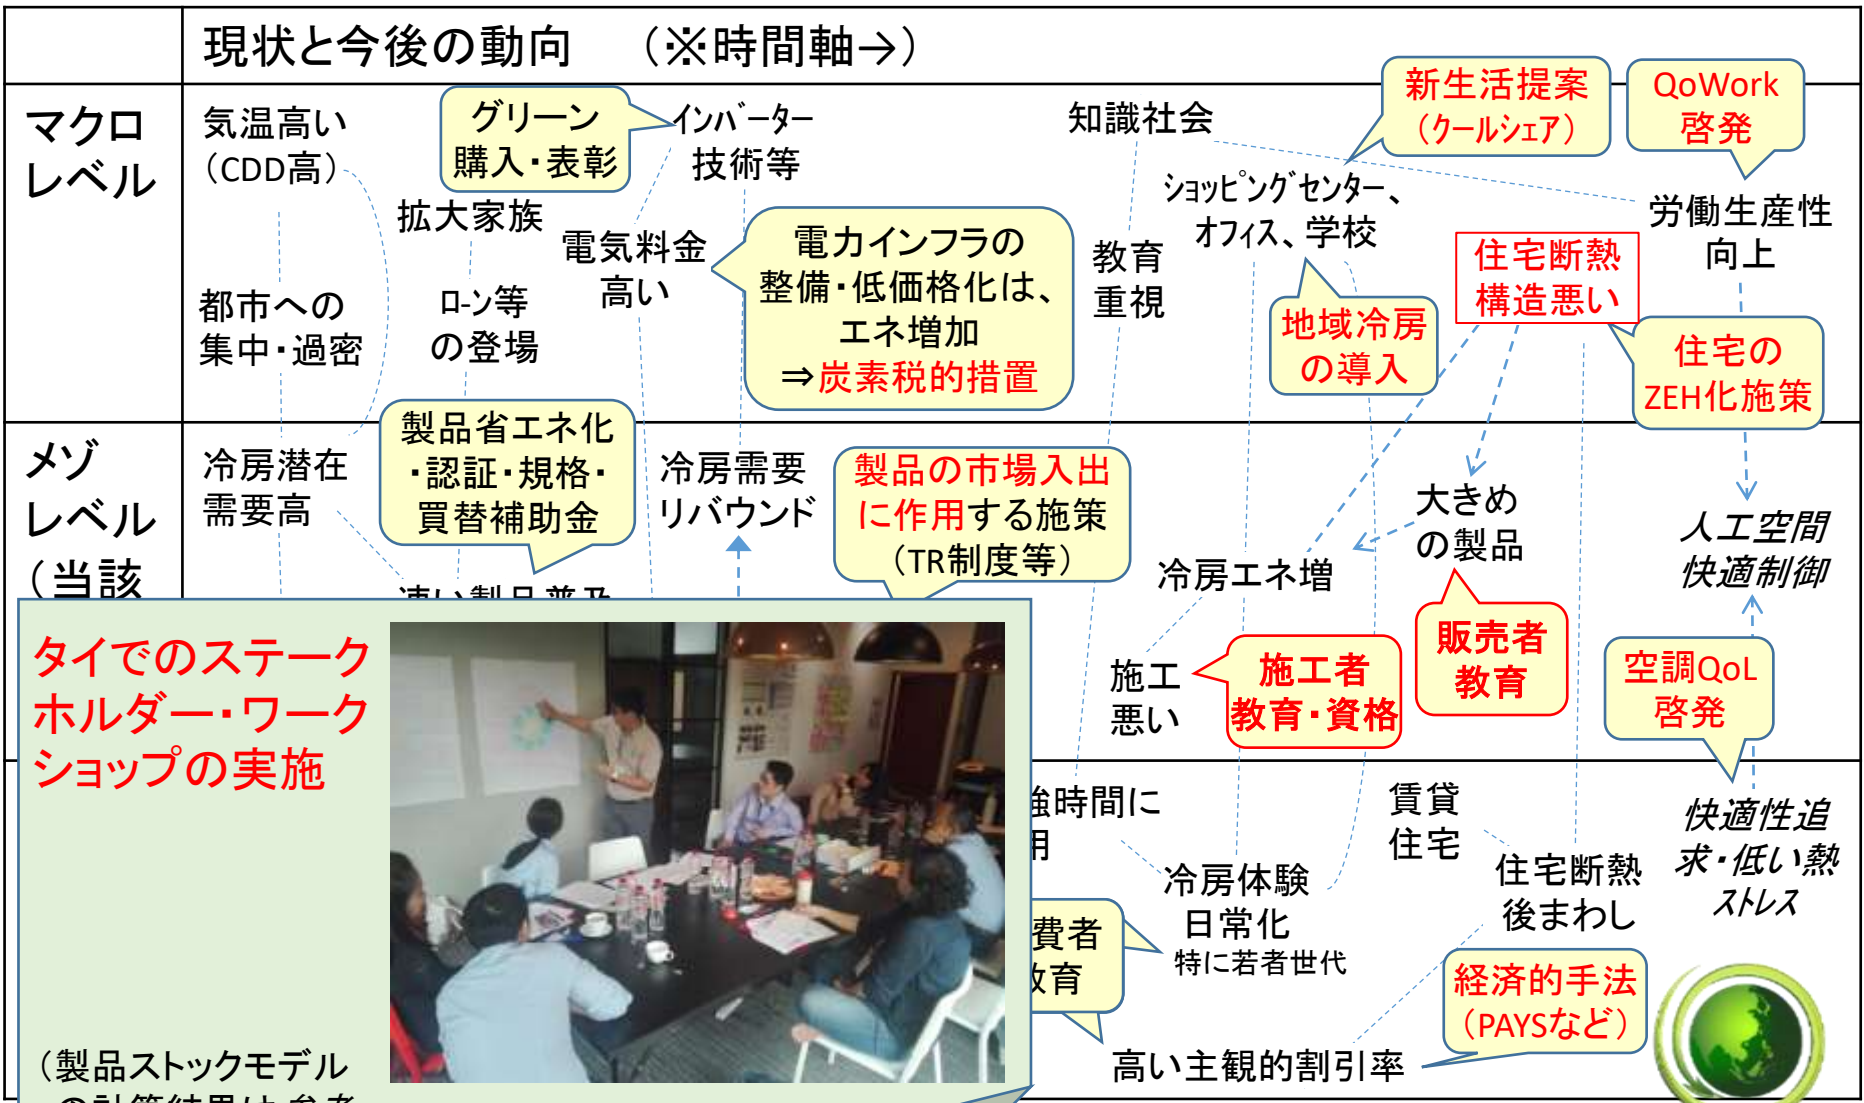 現状と今後の動向　（※時間軸→）
マクロ
レベル
気温高い
（CDD高）
グリーン
購入・表彰
インバーター
技術等
知識社会
新生活提案
（クールシェア）
QoWork
啓発
拡大家族
電気料金
高い
電力インフラの
整備・低価格化は、
エネ増加
⇒炭素税的措置
教育
重視
ショッピングセンター、
オフィス、学校
労働生産性
向上
住宅断熱
構造悪い
都市への
集中・過密
ローン等
の登場
地域冷房
の導入
住宅の
ZEH化施策
メゾ
レベル
（当該
冷房潜在
需要高
製品省エネ化
・認証・規格・
買替補助金
冷房需要
リバウンド
製品の市場入出
に作用する施策
（TR制度等）
大きめ
の製品
人工空間
快適制御
冷房エネ増
速い製品普及
施工
悪い
施工者
教育・資格
販売者
教育
空調QoL
啓発
タイでのステーク
ホルダー・ワーク
ショップの実施
強時間に
用
賃貸
住宅
快適性追
求・低い熱
ストレス
冷房体験
日常化
特に若者世代
住宅断熱
後まわし
費者
教育
経済的手法
（PAYSなど）
高い主観的割引率
（製品ストックモデル